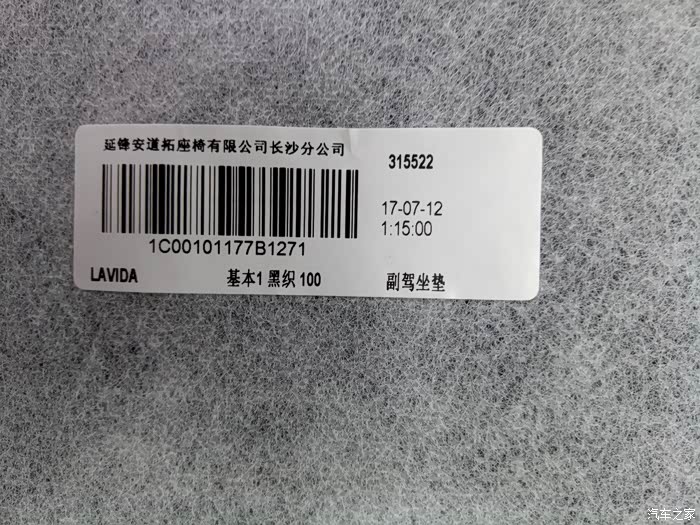 延锋安道拓座椅有限公司长沙分公司
315522
17-07-12
1:15:00
1C00101177B1271
LAVIDA 基本1 黑织 100 副驾坐垫
汽车之家